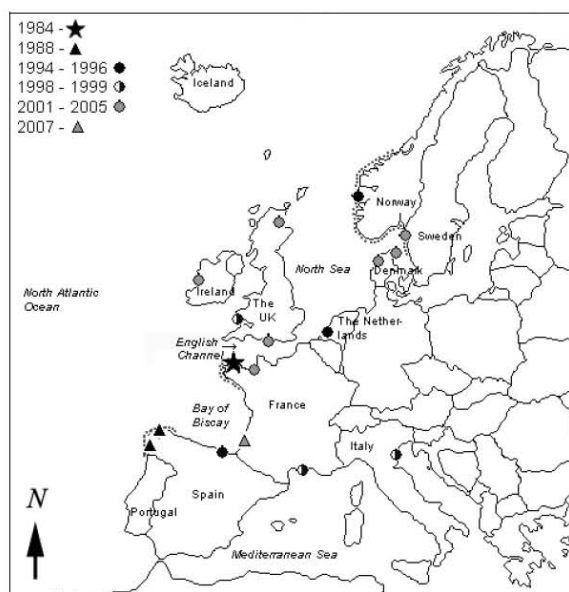 1984 -
1988 -
1994 - 1996
1998 - 1999
2001 - 2005
2007 -
Iceland
Norway
Sweden
North Sea
Denmark
Ireland
North Atlantic
Ocean
The
UK
The Nether-
lands
English
Channel
France
Bay of
Biscay
Italy
Spain
Portugal
N
Mediterranean Sea